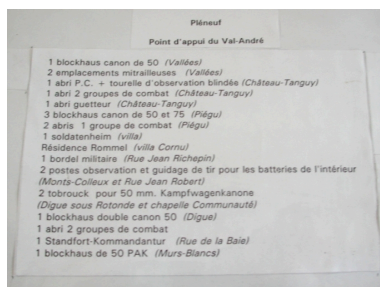 Pléneuf
Point d'appui du Val-André
1 blockhaus canon de 50 (Vallées)
2 emplacements mitrailleuses (Vallées)
1 abri P.C. + tourelle d'observation blindée (Château-Tanguy)
1 abri 2 groupes de combat (Château-Tanguy)
1 abri guetteur (Château-Tanguy)
3 blockhaus canon de 50 et 75 (Piégu)
2 abris 1 groupe de combat (Piégu)
1 soldatenheim (villa)
Résidence Rommel (villa Cornu)
1 bordel militaire (Rue Jean Richepin)
2 postes observation et guidage de tir pour les batteries de l'intérieur
(Monts-Colleux et Rue Jean Robert)
2 tobrouck pour 50 mm. Kampfwagenkanone
(Digue sous Rotonde et chapelle Communauté)
1 blockhaus double canon 50 (Digue)
1 abri 2 groupes de combat
1 Standfort-Kommandantur (Rue de la Baie)
1 blockhaus de 50 PAK (Murs-Blancs)